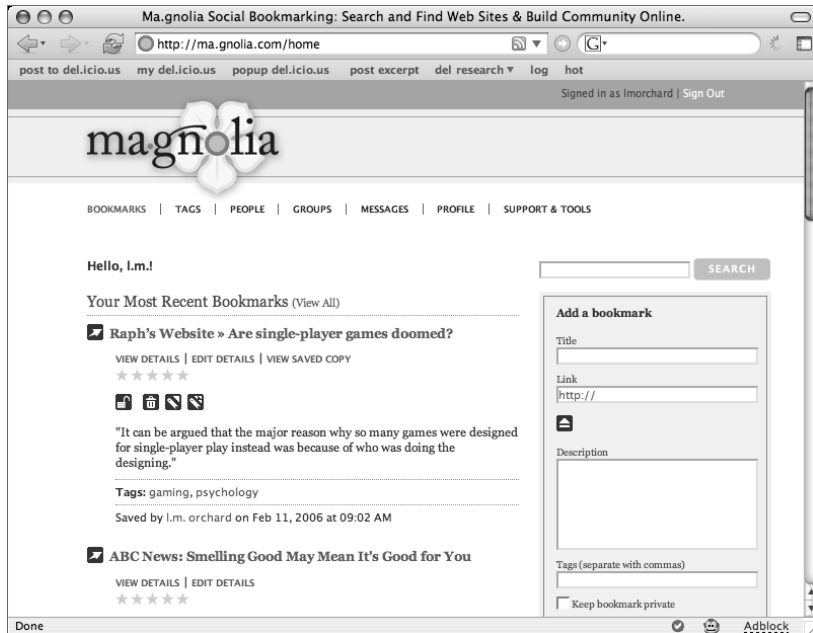 Ma.gnolia Social Bookmarking: Search and Find Web Sites & Build Community Online.
http://ma.gnolia.com/home
G
post to del.icio.us my del.icio.us popup del.icio.us post excerpt del research log hot
Signed in as lmorchard | Sign Out
ma.gnolia
BOOKMARKS | TAGS | PEOPLE | GROUPS | MESSAGES | PROFILE | SUPPORT & TOOLS
Hello, l.m.!
SEARCH
Your Most Recent Bookmarks (View All)
Raph's Website » Are single-player games doomed?
VIEW DETAILS | EDIT DETAILS | VIEW SAVED COPY
"It can be argued that the major reason why so many games were designed
for single-player play instead was because of who was doing the
designing."
Tags: gaming, psychology
Saved by l.m. orchard on Feb 11, 2006 at 09:02 AM
ABC News: Smelling Good May Mean It's Good for You
VIEW DETAILS | EDIT DETAILS
Add a bookmark
Title
Link
http://
Description
Tags (separate with commas)
Keep bookmark private
Done
Adblock